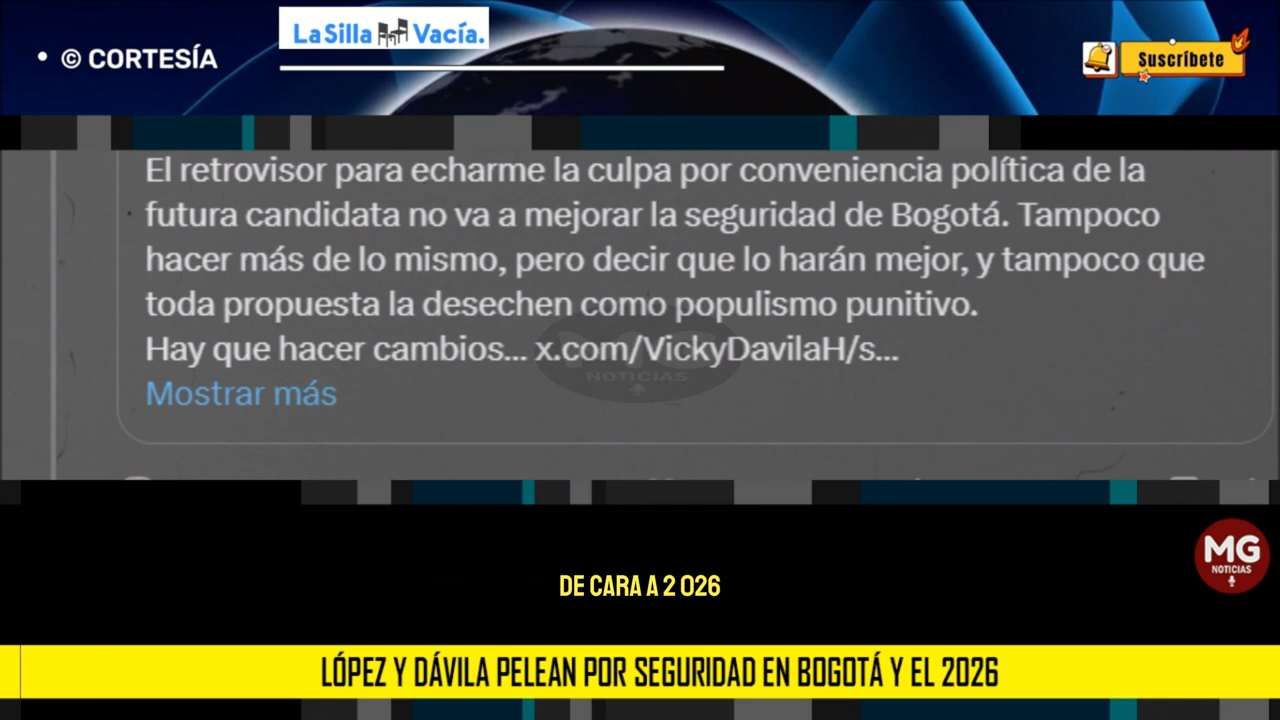 • © CORTESÍA
La Silla Vacía.
Suscríbete
El retrovisor para echarme la culpa por conveniencia política de la
futura candidata no va a mejorar la seguridad de Bogotá. Tampoco
hacer más de lo mismo, pero decir que lo harán mejor, y tampoco que
toda propuesta la desechen como populismo punitivo.
Hay que hacer cambios... x.com/VickyDavilaH/s...
MG
NOTICIAS
Mostrar más
MG
NOTICIAS
DE CARA A 2 026
LÓPEZ Y DÁVILA PELEAN POR SEGURIDAD EN BOGOTÁ Y EL 2026